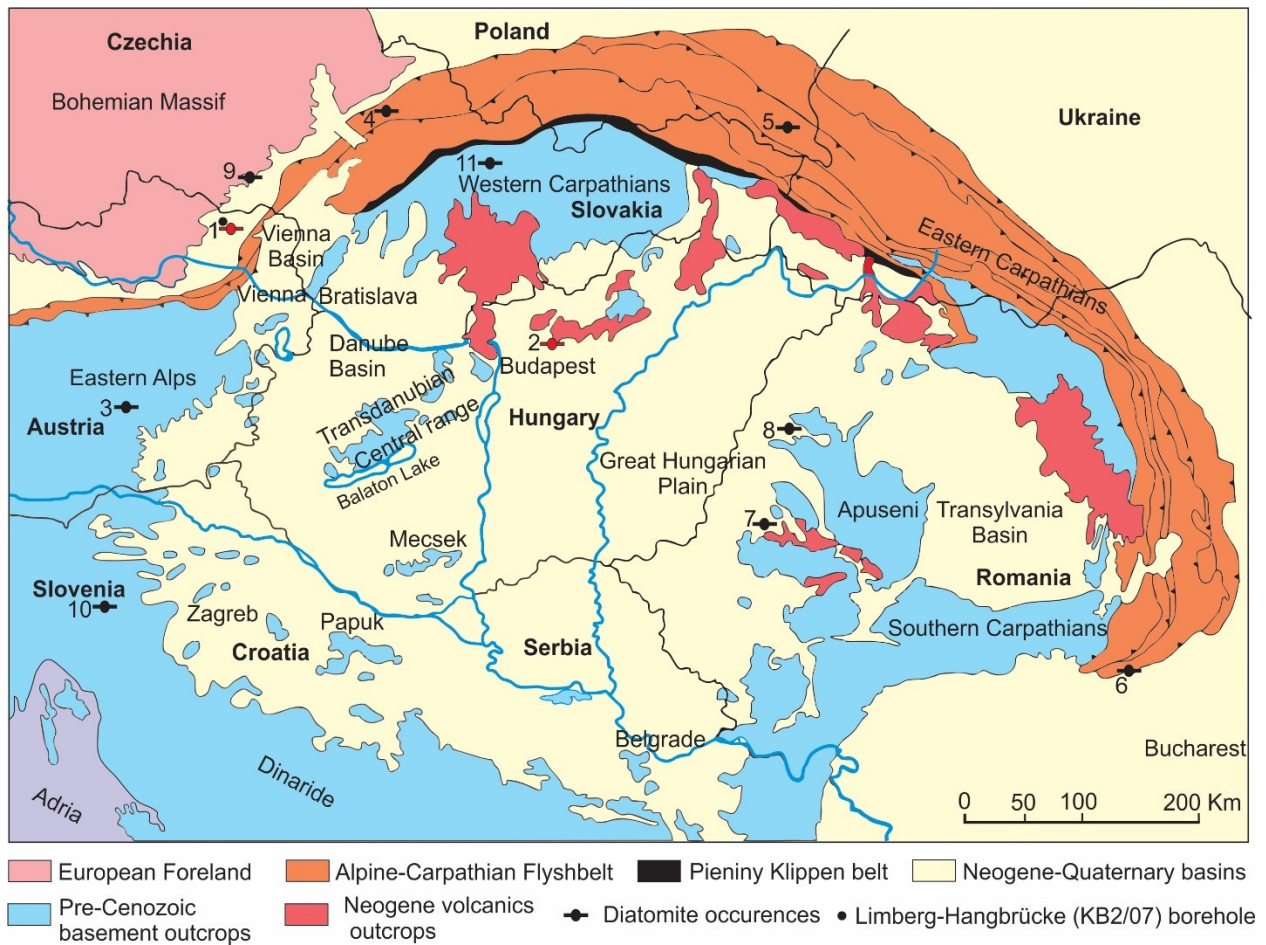 Poland
Czechia
Bohemian Massif
Ukraine
4
5
9
11
Western Carpathians
Slovakia
1
Vienna
Basin
Eastern Carpathians
Vienna
Bratislava
2
Danube
Basin
Budapest
Eastern Alps
3
Transdanubian
Central range
Austria
Hungary
8
Balaton Lake
Great Hungarian
Plain
7
Apuseni
Transylvania
Basin
Mecsek
Romania
Slovenia
10
Zagreb
Papuk
Southern Carpathians
Croatia
Serbia
6
Belgrade
Bucharest
Dinaride
Adria
0 50 100 200 Km
European Foreland
Alpine-Carpathian Flyshbelt
Pieniny Klippen belt
Neogene-Quaternary basins
Pre-Cenozoic
basement outcrops
Neogene volcanics
outcrops
Diatomite occurences
Limberg-Hangbrücke (KB2/07) borehole